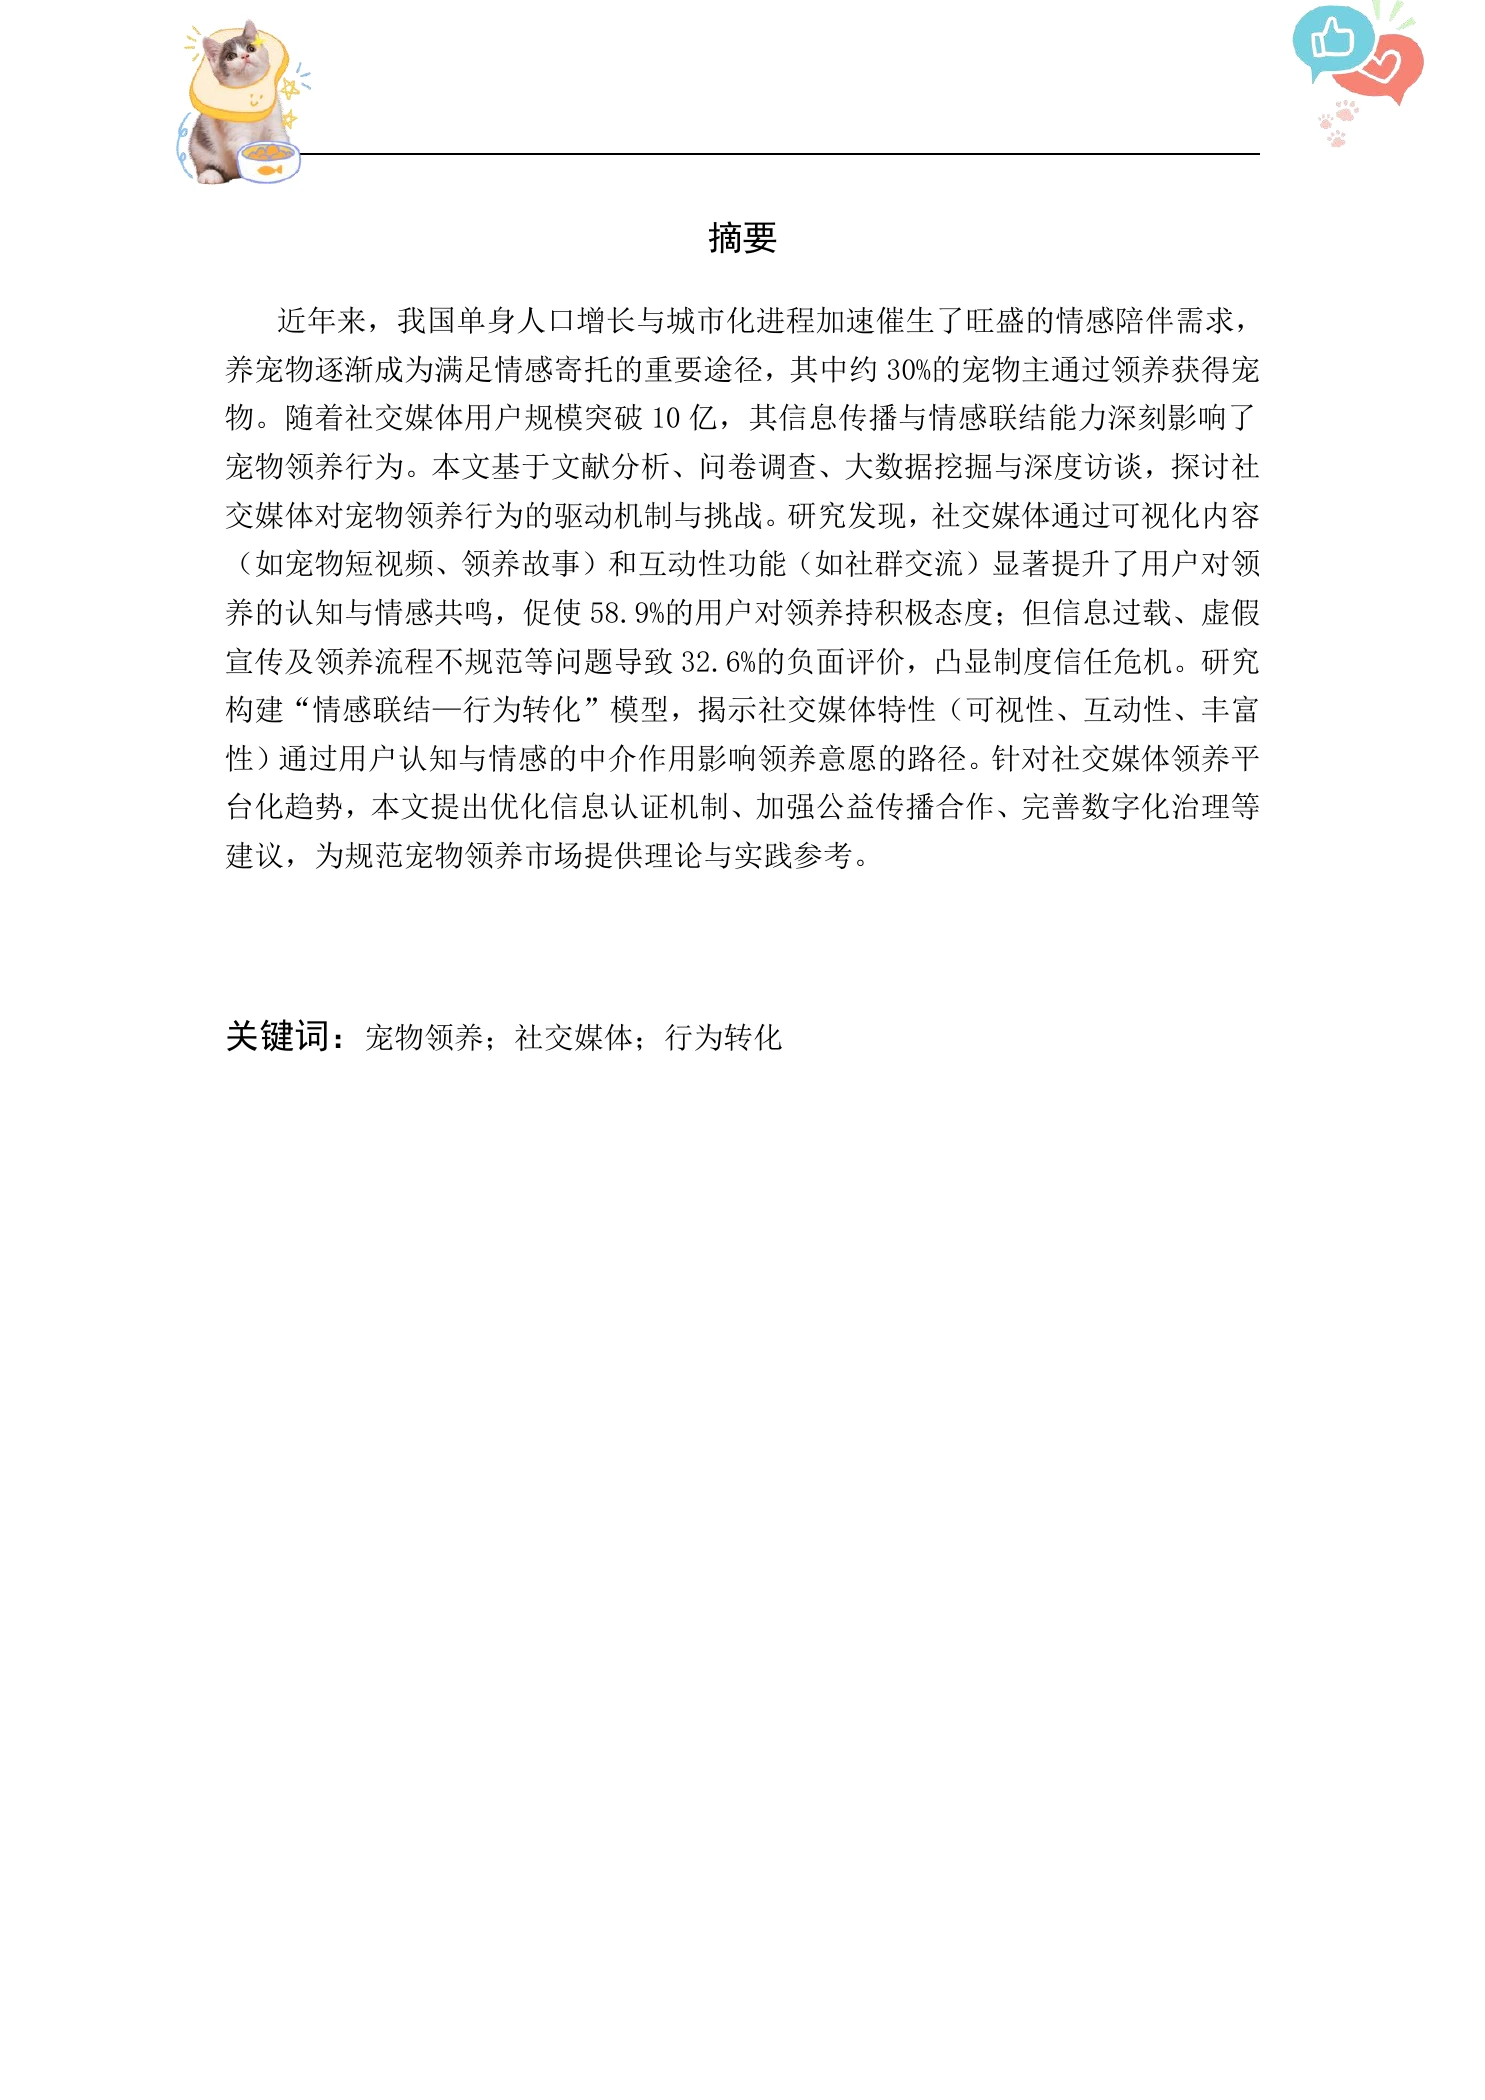 摘要
近年来，我国单身人口增长与城市化进程加速催生了旺盛的情感陪伴需求，
养宠物逐渐成为满足情感寄托的重要途径，其中约 30%的宠物主通过领养获得宠
物。随着社交媒体用户规模突破 10 亿，其信息传播与情感联结能力深刻影响了
宠物领养行为。本文基于文献分析、问卷调查、大数据挖掘与深度访谈，探讨社
交媒体对宠物领养行为的驱动机制与挑战。研究发现，社交媒体通过可视化内容
（如宠物短视频、领养故事）和互动性功能（如社群交流）显著提升了用户对领
养的认知与情感共鸣，促使 58.9%的用户对领养持积极态度；但信息过载、虚假
宣传及领养流程不规范等问题导致 32.6%的负面评价，凸显制度信任危机。研究
构建“情感联结—行为转化”模型，揭示社交媒体特性（可视性、互动性、丰富
性）通过用户认知与情感的中介作用影响领养意愿的路径。针对社交媒体领养平
台化趋势，本文提出优化信息认证机制、加强公益传播合作、完善数字化治理等
建议，为规范宠物领养市场提供理论与实践参考。
关键词：宠物领养；社交媒体；行为转化